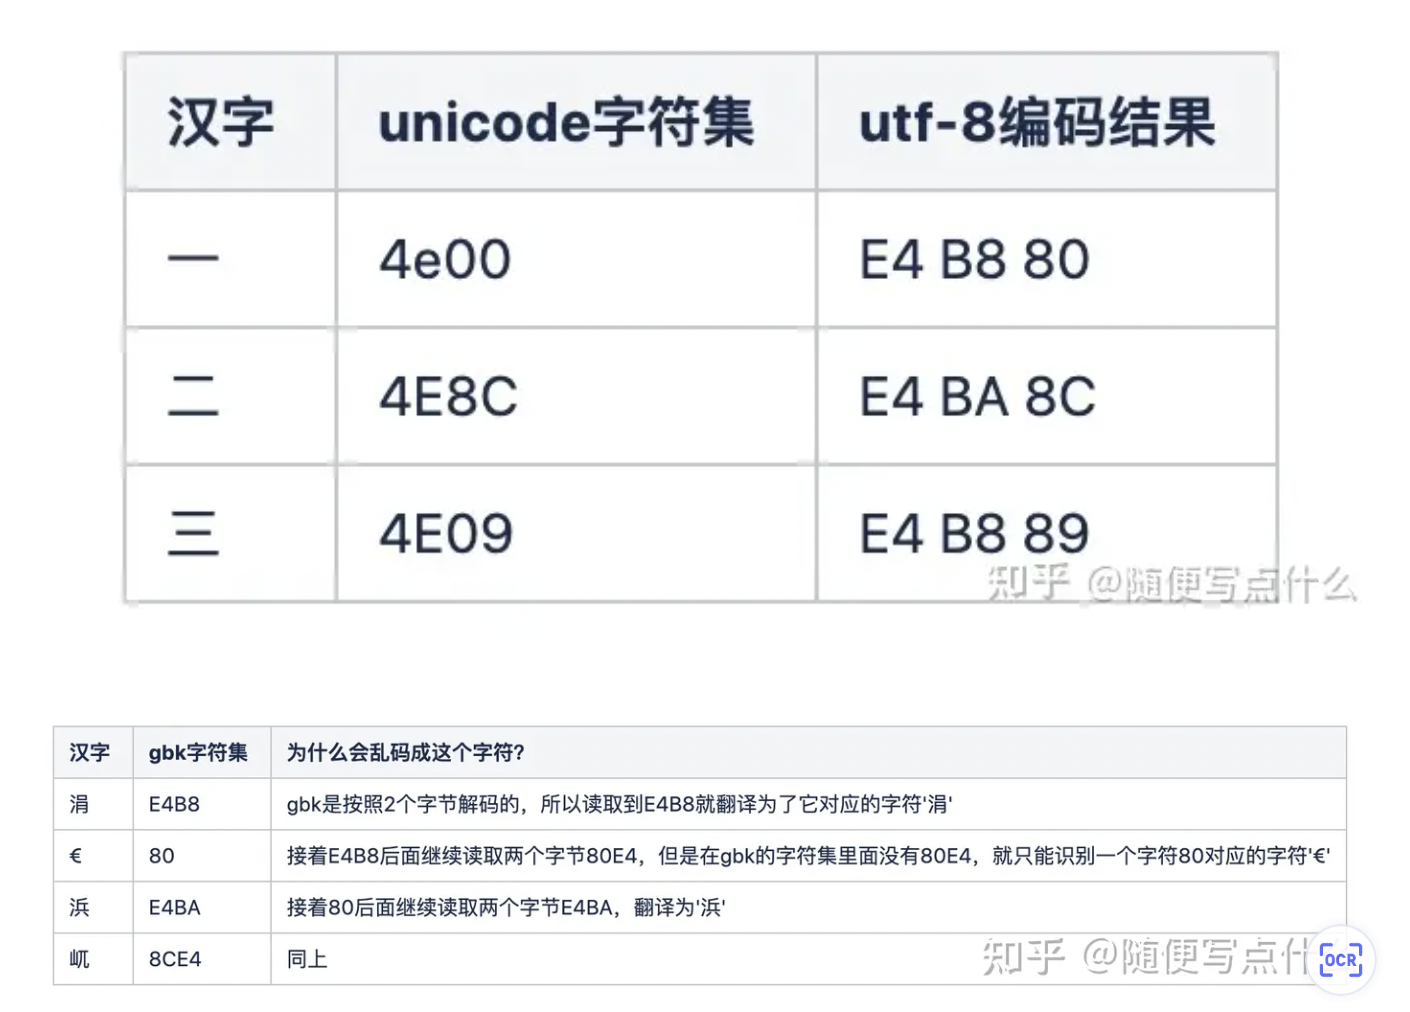 汉字 unicode字符集 utf-8编码结果
一 4e00 E4 B8 80
二 4E8C E4 BA 8C
三 4E09 E4 B8 89
知乎 @随便写点什么
汉字 gbk字符集 为什么会乱码成这个字符?
涓 E4B8 gbk是按照2个字节解码的，所以读取到E4B8就翻译为了它对应的字符'涓'
€ 80 接着E4B8后面继续读取两个字节80E4，但是在gbk的字符集里面没有80E4，就只能识别一个字符80对应的字符'€'
浜 E4BA 接着80后面继续读取两个字节E4BA，翻译为'浜'
屼 8CE4 同上
知乎 @随便写点什
OCR